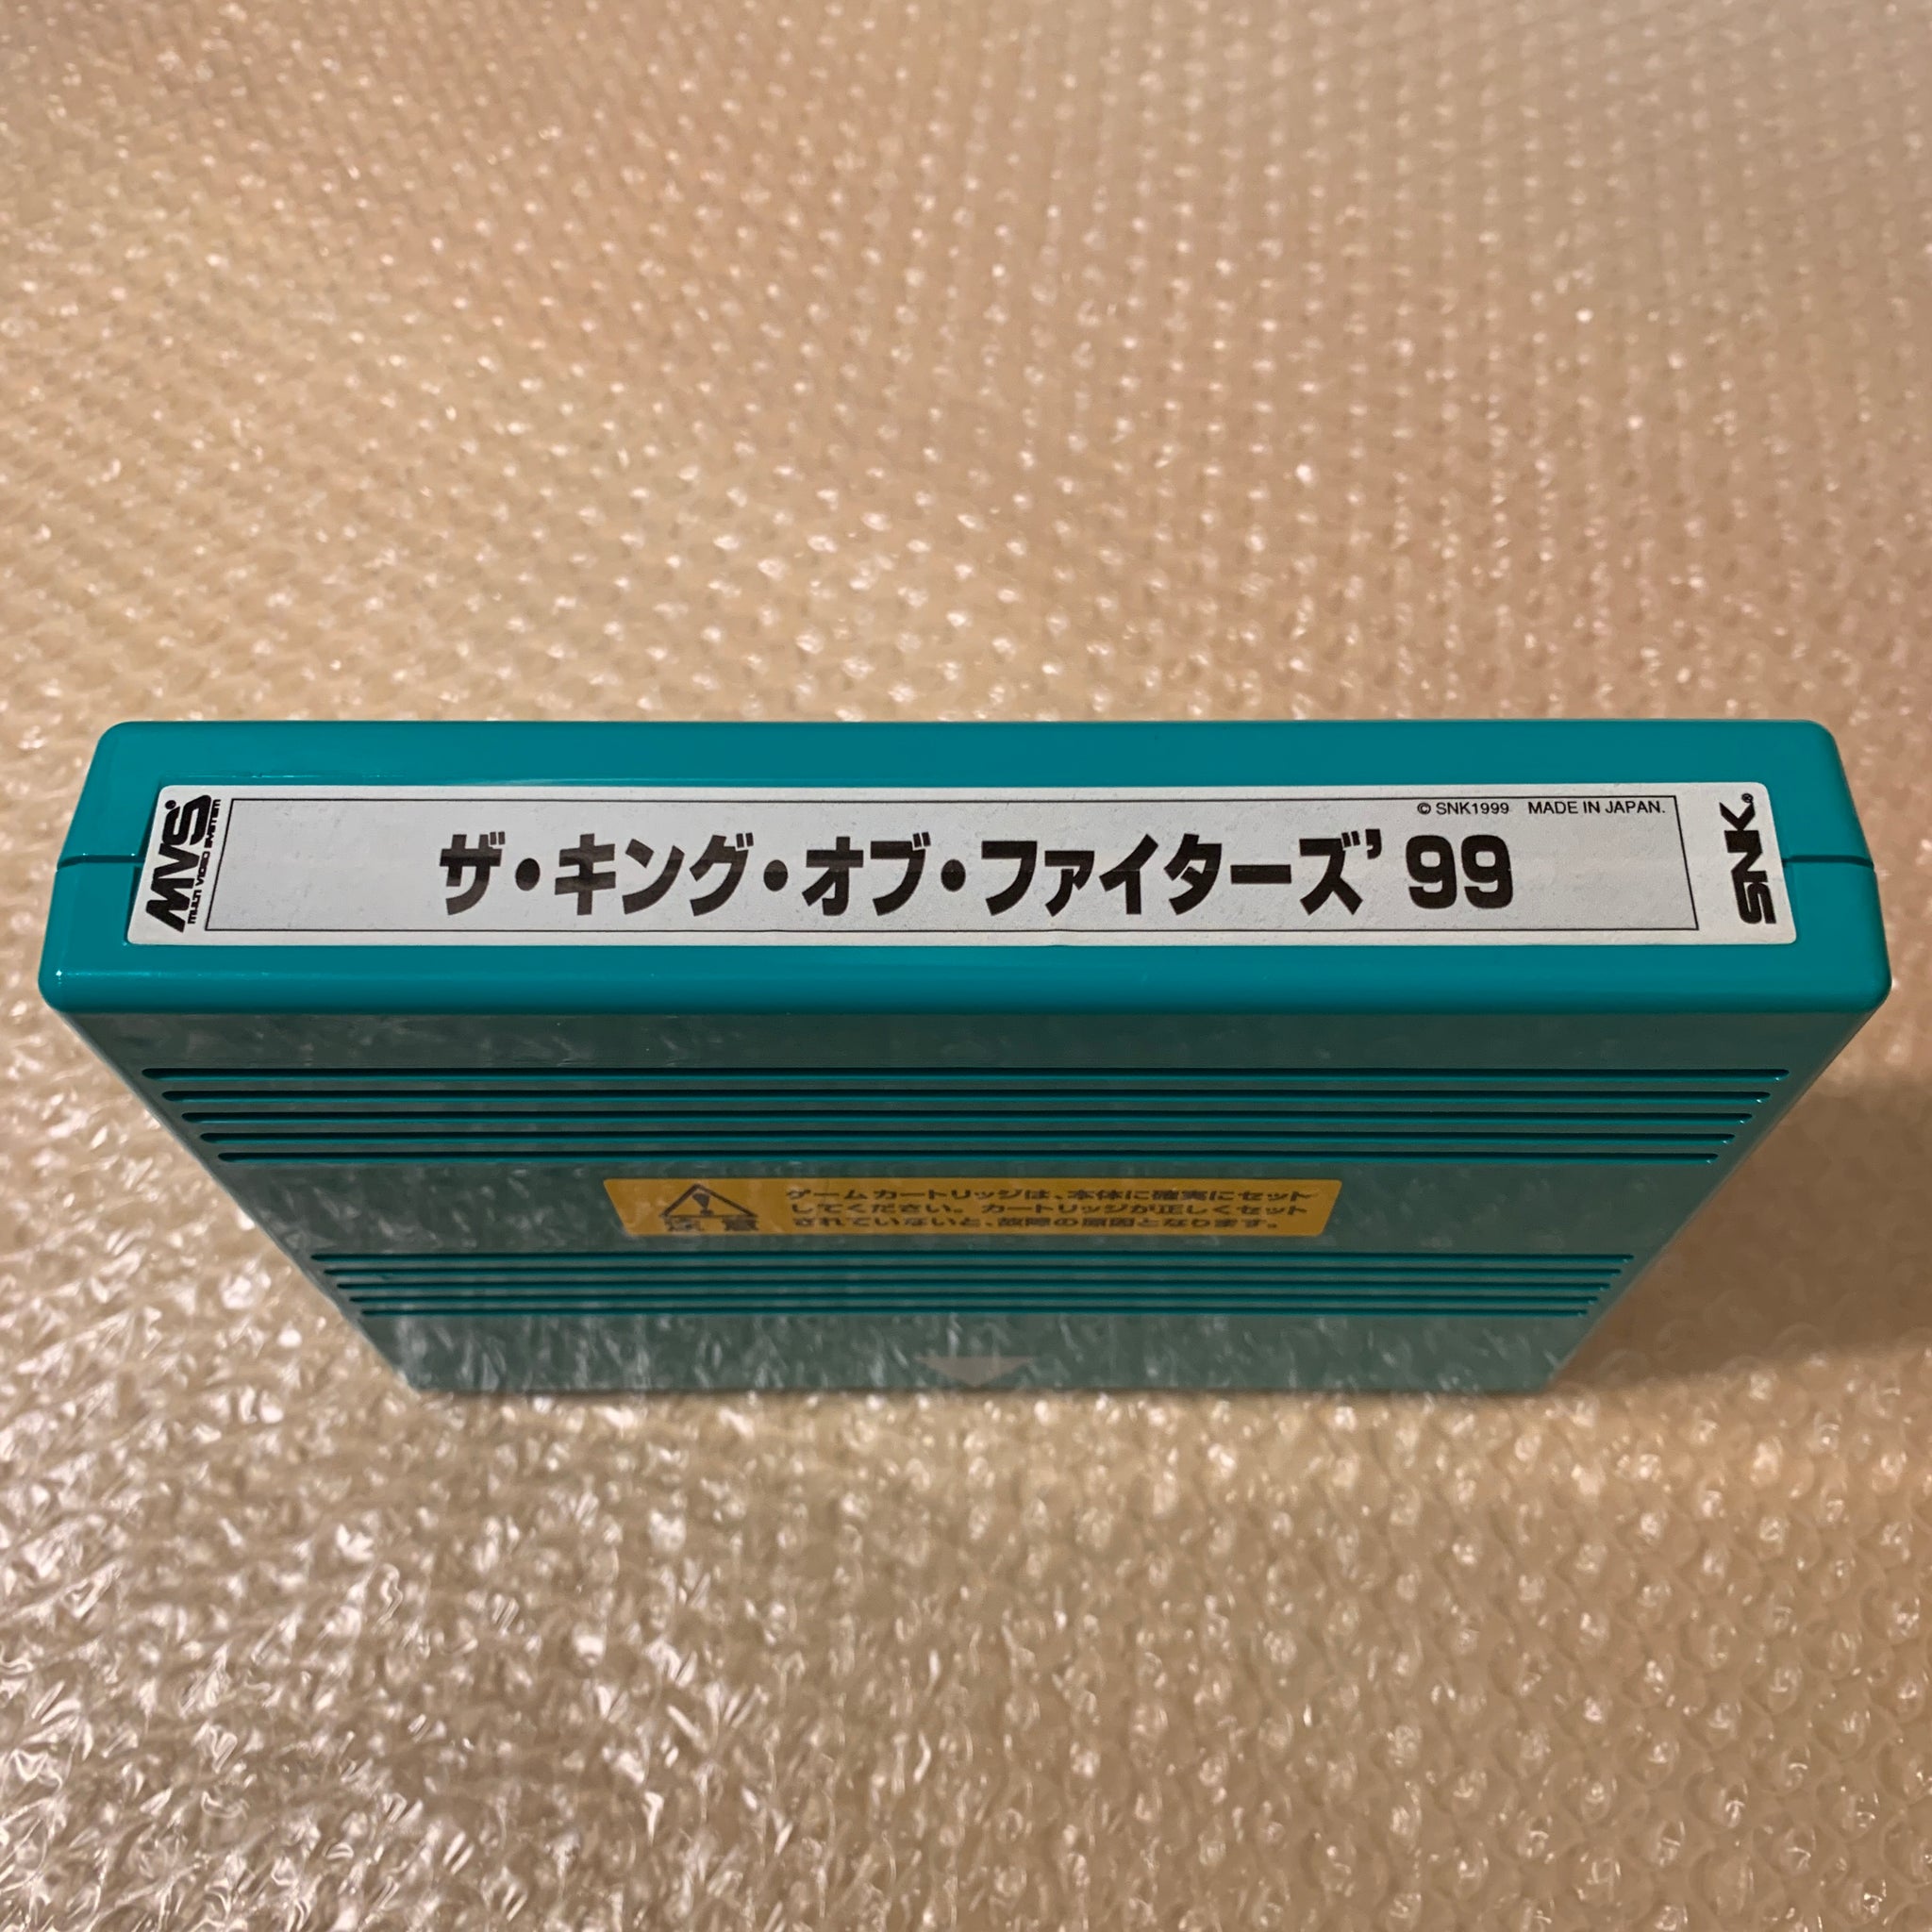 MVS®
MULTI VIDEO SYSTEM
© SNK1999 MADE IN JAPAN.
ザ・キング・オブ・ファイターズ'99
SNK®
注意
ゲームカートリッジは、本体に確実にセット
してください。カートリッジが正しくセット
されていないと、故障の原因となります。